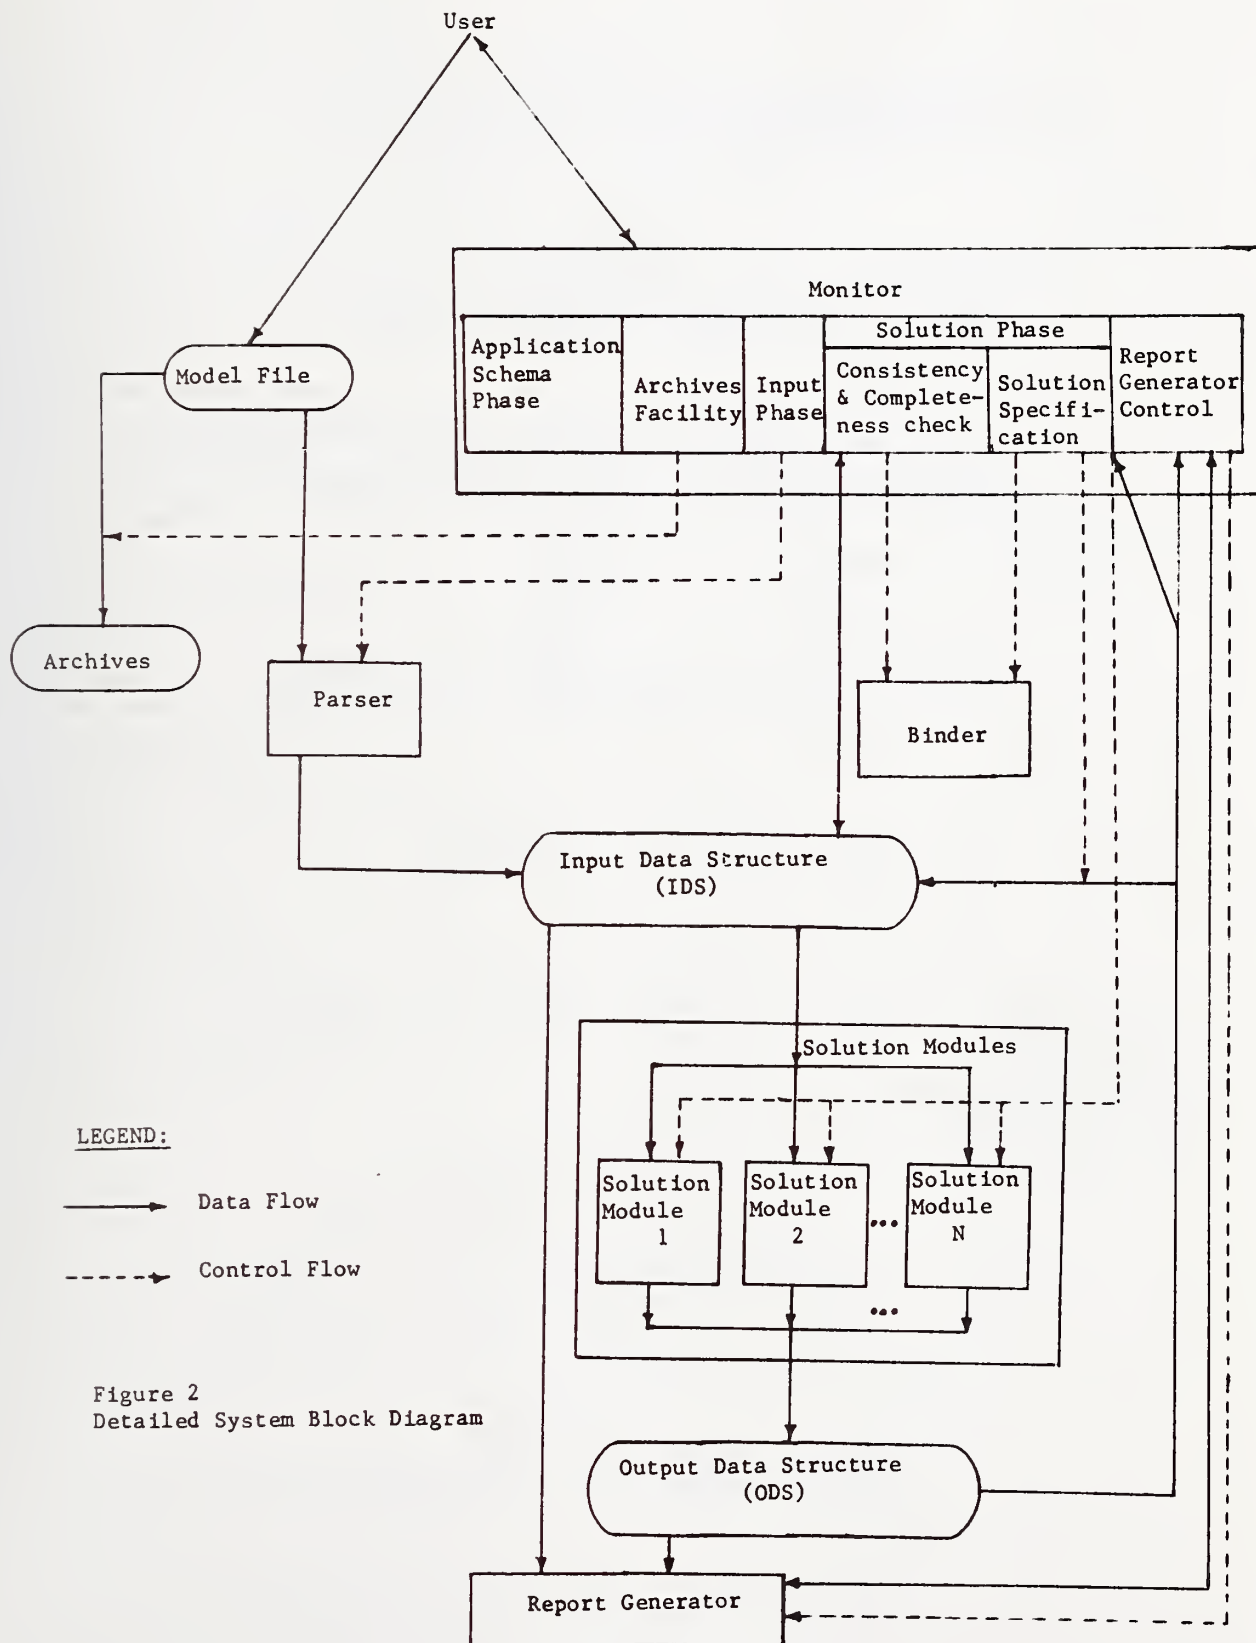 User
Monitor
Model File
Application
Schema
Phase
Archives
Facility
Input
Phase
Solution Phase
Consistency
& Complete-
ness check
Solution
Specifi-
cation
Report
Generator
Control
Archives
Parser
Binder
Input Data Structure
(IDS)
Solution Modules
LEGEND:
Data Flow
Control Flow
Solution
Module
1
Solution
Module
2
...
Solution
Module
N
...
Figure 2
Detailed System Block Diagram
Output Data Structure
(ODS)
Report Generator